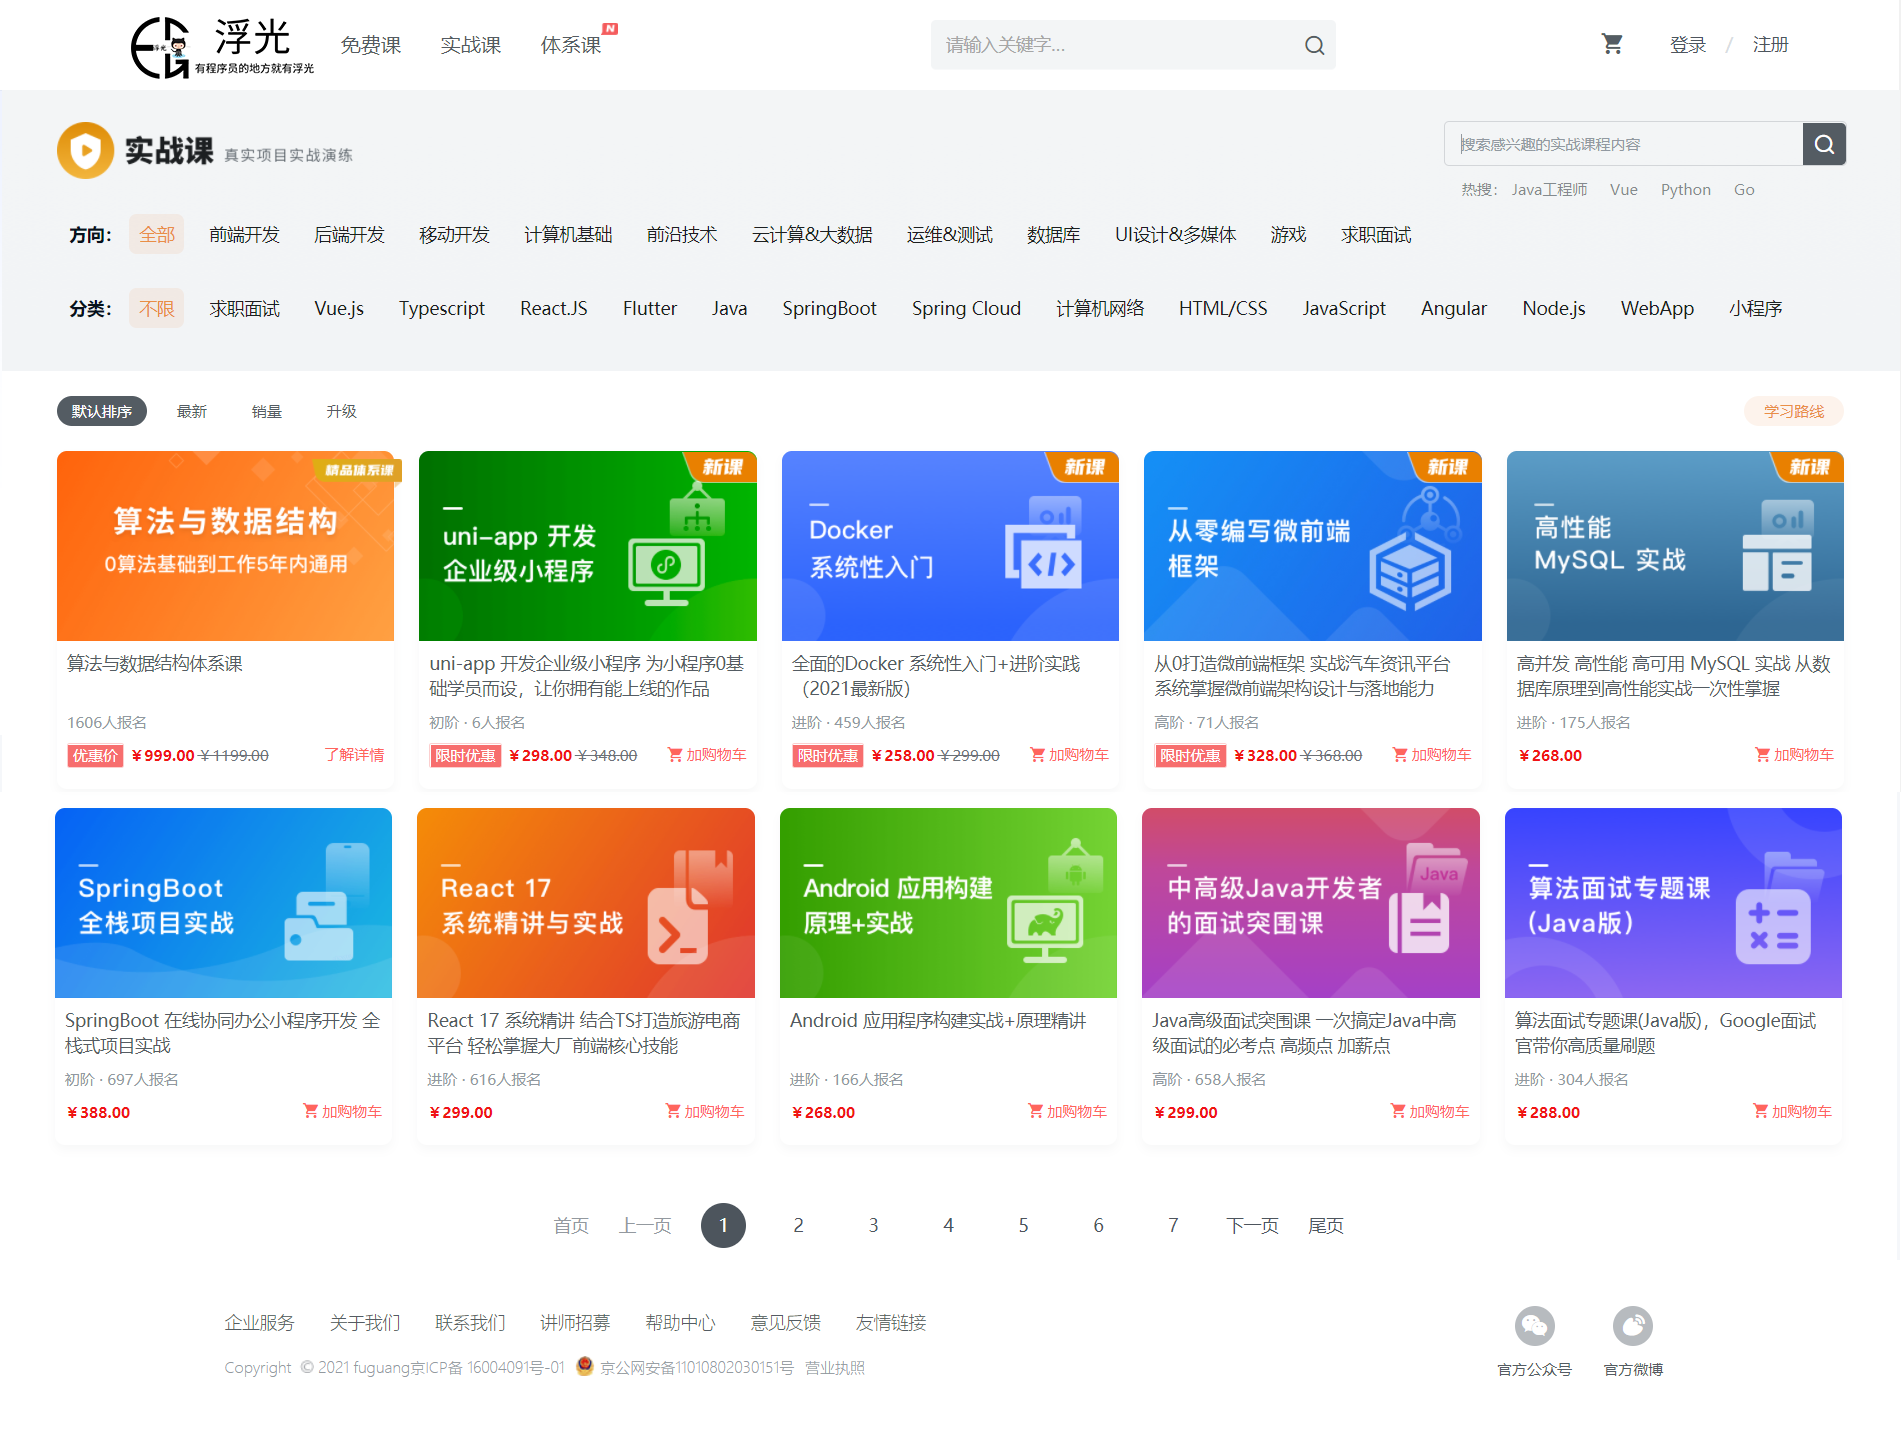 浮光
有程序员的地方就有浮光
免费课
实战课
体系课
N
请输入关键字...
登录 / 注册
实战课 真实项目实战演练
搜索感兴趣的实战课程内容
热搜： Java工程师 Vue Python Go
方向： 全部 前端开发 后端开发 移动开发 计算机基础 前沿技术 云计算&大数据 运维&测试 数据库 UI设计&多媒体 游戏 求职面试
分类： 不限 求职面试 Vue.js Typescript React.JS Flutter Java SpringBoot Spring Cloud 计算机网络 HTML/CSS JavaScript Angular Node.js WebApp 小程序
默认排序 最新 销量 升级 学习路线
精品体系课
算法与数据结构
0算法基础到工作5年内通用
算法与数据结构体系课
1606人报名
优惠价 ¥999.00 ¥1199.00 了解详情
新课
uni-app 开发
企业级小程序
uni-app 开发企业级小程序 为小程序0基
础学员而设，让你拥有能上线的作品
初阶 · 6人报名
限时优惠 ¥298.00 ¥348.00 加购物车
新课
Docker
系统性入门
全面的Docker 系统性入门+进阶实践
（2021最新版）
进阶 · 459人报名
限时优惠 ¥258.00 ¥299.00 加购物车
新课
从零编写微前端
框架
从0打造微前端框架 实战汽车资讯平台
系统掌握微前端架构设计与落地能力
高阶 · 71人报名
限时优惠 ¥328.00 ¥368.00 加购物车
新课
高性能
MySQL 实战
高并发 高性能 高可用 MySQL 实战 从数
据库原理到高性能实战一次性掌握
进阶 · 175人报名
¥268.00 加购物车
SpringBoot
全栈项目实战
SpringBoot 在线协同办公小程序开发 全
栈式项目实战
初阶 · 697人报名
¥388.00 加购物车
React 17
系统精讲与实战
React 17 系统精讲 结合TS打造旅游电商
平台 轻松掌握大厂前端核心技能
进阶 · 616人报名
¥299.00 加购物车
Android 应用构建
原理+实战
Android 应用程序构建实战+原理精讲
进阶 · 166人报名
¥268.00 加购物车
Java
中高级Java开发者
的面试突围课
Java高级面试突围课 一次搞定Java中高
级面试的必考点 高频点 加薪点
高阶 · 658人报名
¥299.00 加购物车
算法面试专题课
(Java版)
算法面试专题课(Java版)，Google面试
官带你高质量刷题
进阶 · 304人报名
¥288.00 加购物车
首页 上一页 1 2 3 4 5 6 7 下一页 尾页
企业服务 关于我们 联系我们 讲师招募 帮助中心 意见反馈 友情链接
Copyright © 2021 fuguang京ICP备 16004091号-01 京公网安备11010802030151号 营业执照
官方公众号 官方微博